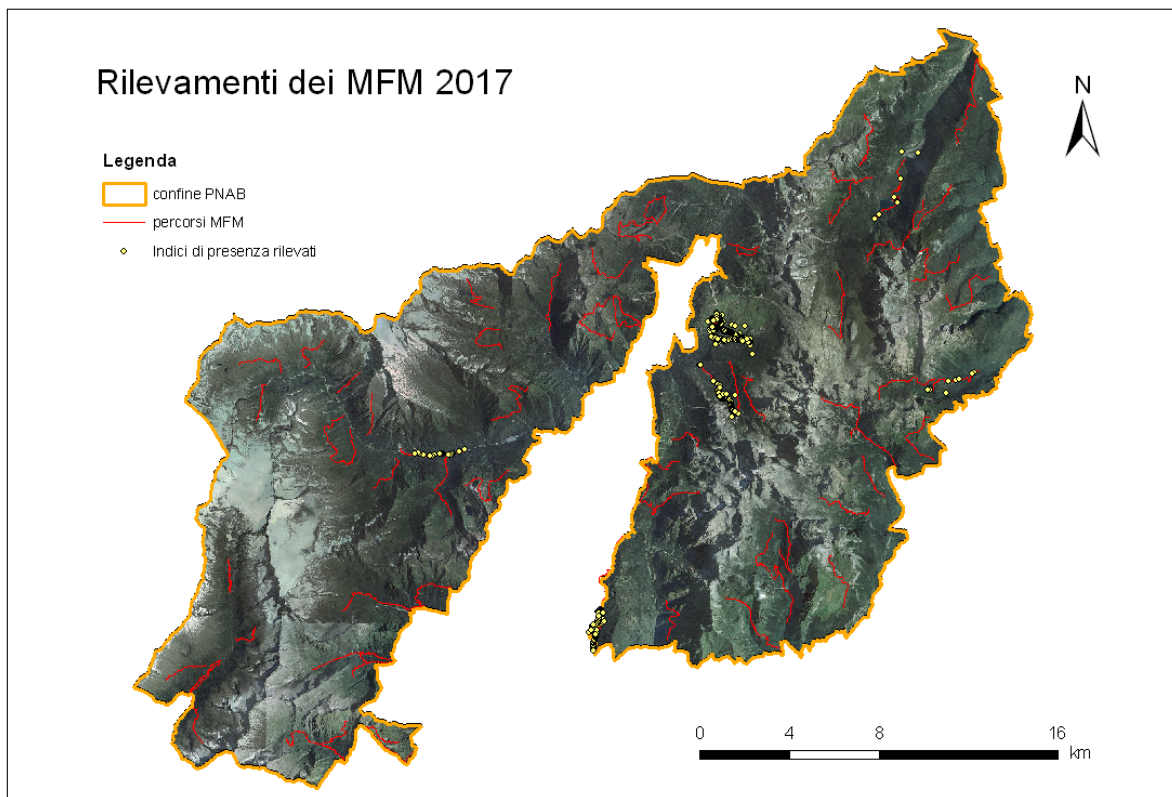 Rilevamenti dei MFM 2017
N
Legenda
confine PNAB
percorsi MFM
Indici di presenza rilevati
0 4 8 16
km